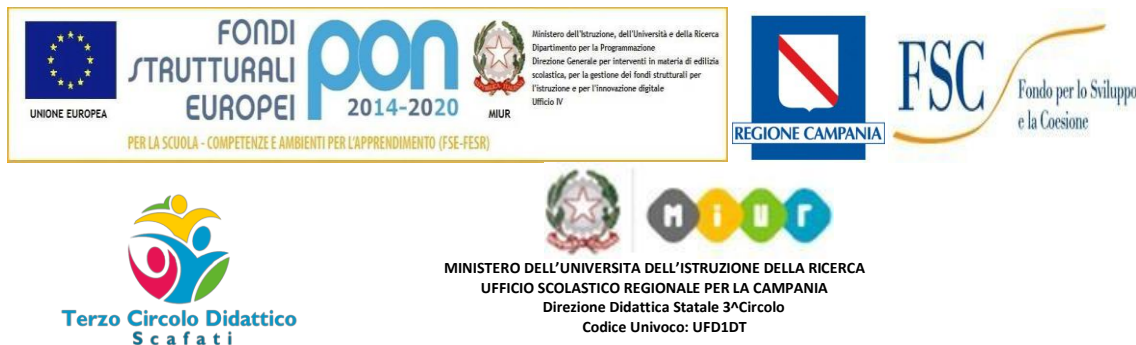 UNIONE EUROPEA
FONDI
STRUTTURALI
EUROPEI
pon
2014-2020
MIUR
Ministero dell'Istruzione, dell'Università e della Ricerca
Dipartimento per la Programmazione
Direzione Generale per interventi in materia di edilizia
scolastica, per la gestione dei fondi strutturali per
l'istruzione e per l'innovazione digitale
Ufficio IV
PER LA SCUOLA - COMPETENZE E AMBIENTI PER L'APPRENDIMENTO (FSE-FESR)
REGIONE CAMPANIA
FSC
Fondo per lo Sviluppo
e la Coesione
MIUR
MINISTERO DELL'UNIVERSITA DELL'ISTRUZIONE DELLA RICERCA
UFFICIO SCOLASTICO REGIONALE PER LA CAMPANIA
Direzione Didattica Statale 3^Circolo
Codice Univoco: UFD1DT
Terzo Circolo Didattico
Scafati